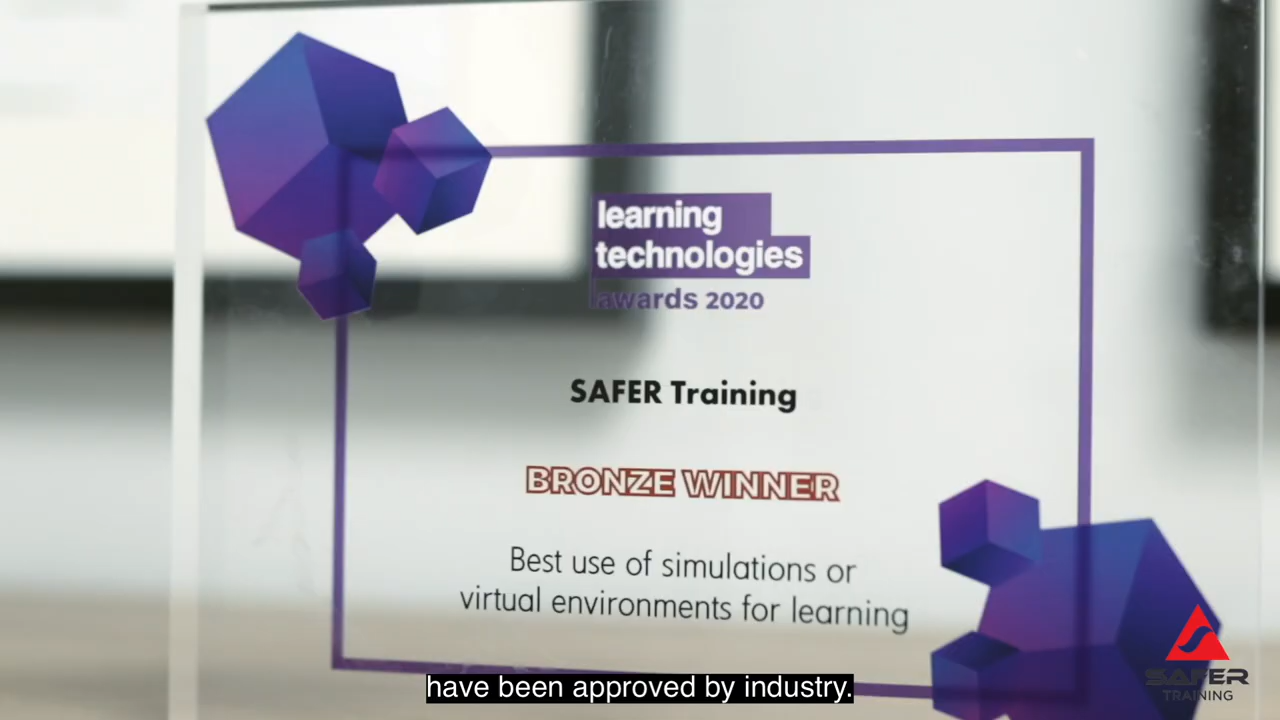 learning
technologies
awards 2020
SAFER Training
BRONZE WINNER
Best use of simulations or
virtual environments for learning
have been approved by industry.
SAFER
TRAINING